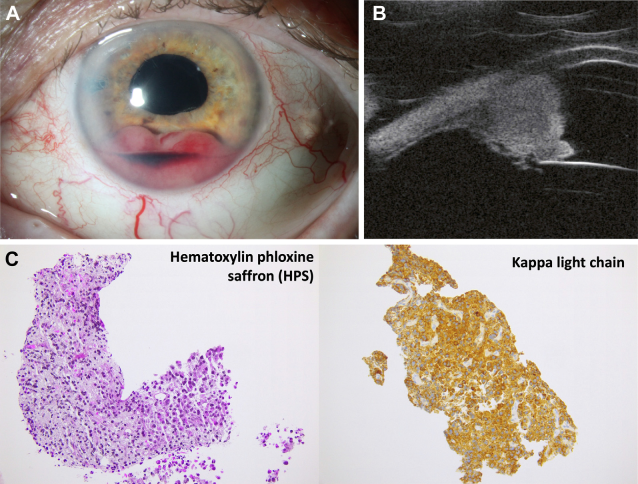 A
B
C
Hematoxylin phloxine
saffron (HPS)
Kappa light chain